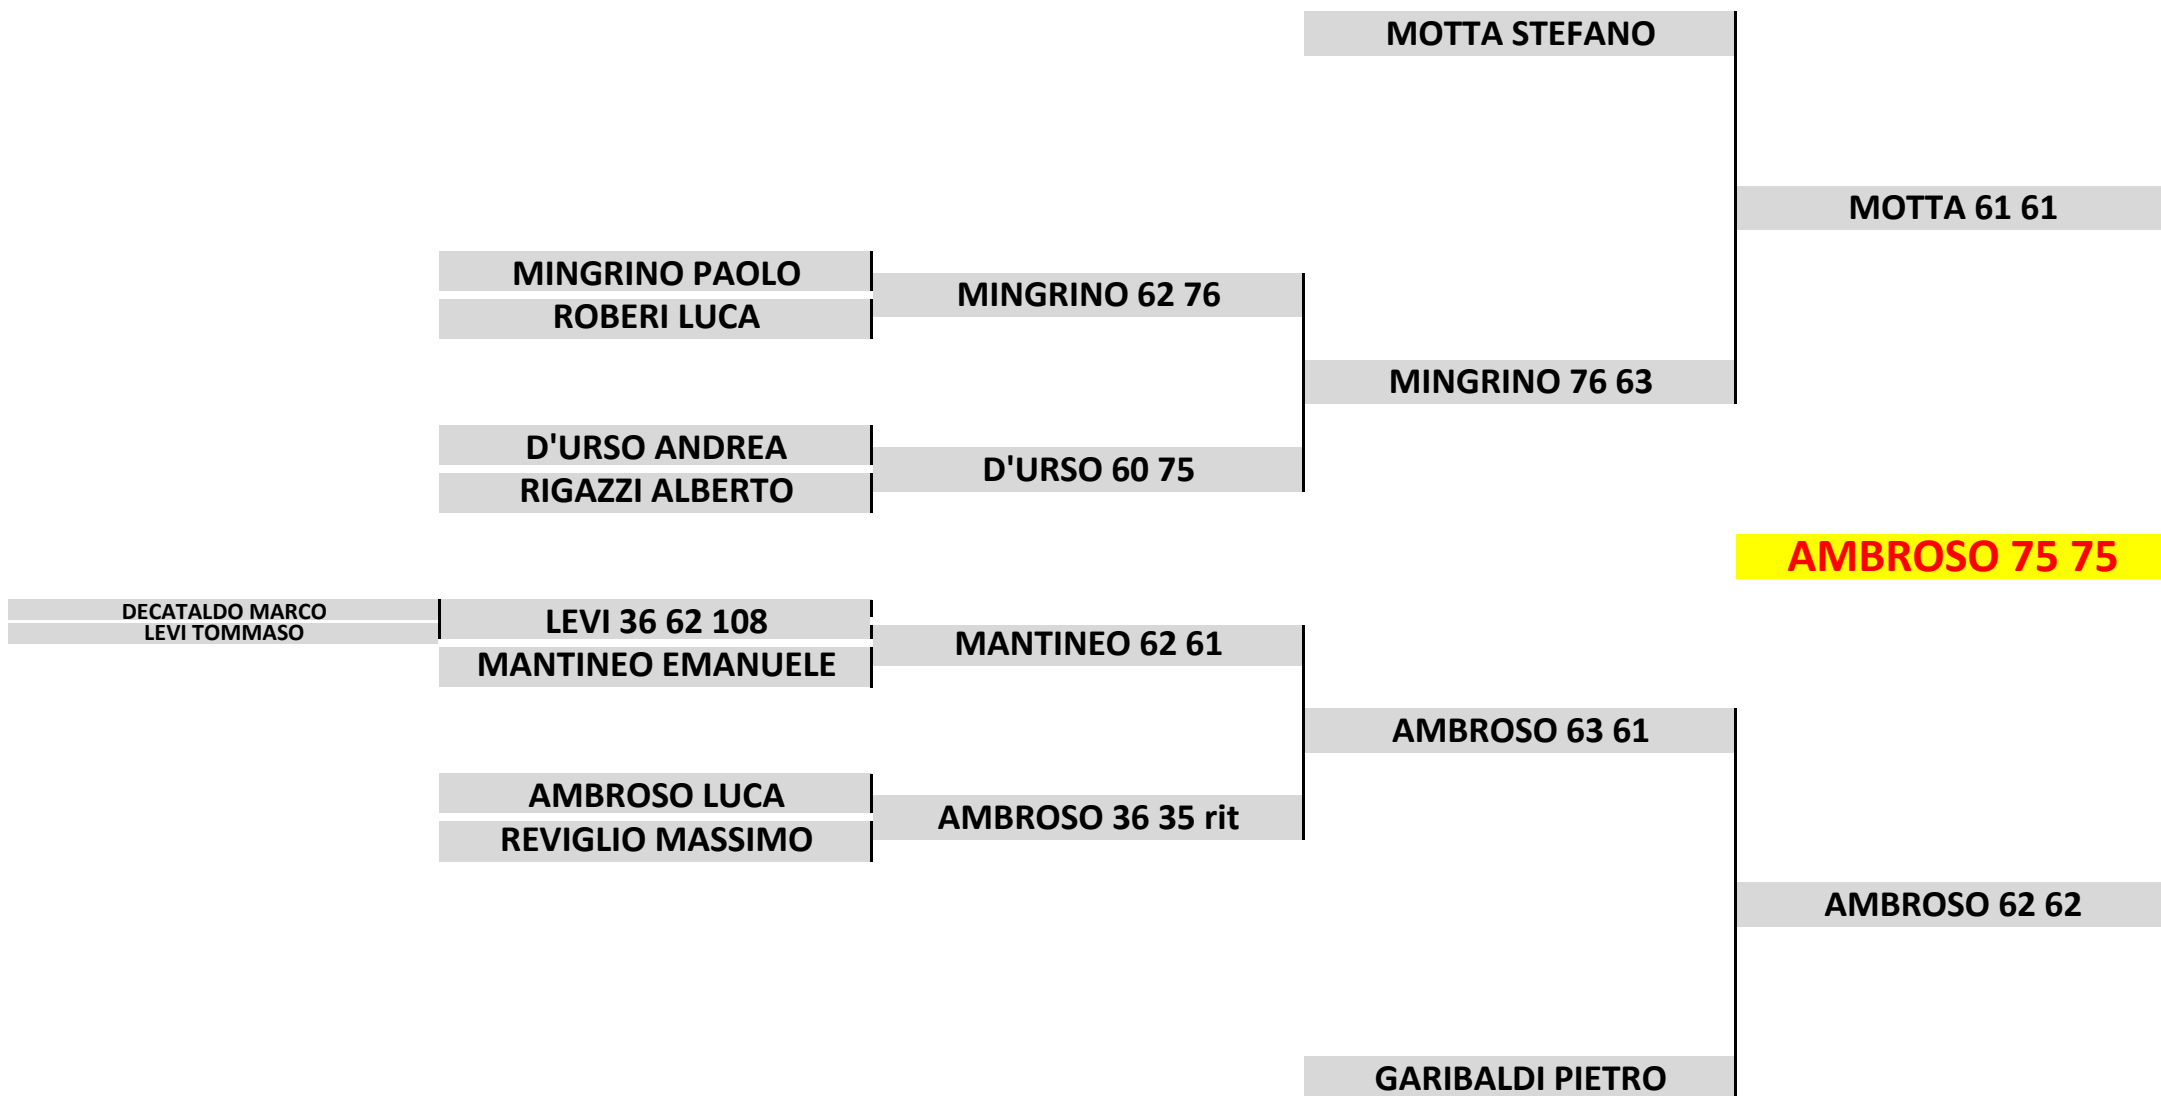 MOTTA STEFANO
MOTTA 61 61
MINGRINO PAOLO
MINGRINO 62 76
ROBERI LUCA
MINGRINO 76 63
D'URSO ANDREA
D'URSO 60 75
RIGAZZI ALBERTO
AMBROSO 75 75
DECATALDO MARCO
LEVI TOMMASO
LEVI 36 62 108
MANTINEO 62 61
MANTINEO EMANUELE
AMBROSO 63 61
AMBROSO LUCA
AMBROSO 36 35 rit
REVIGLIO MASSIMO
AMBROSO 62 62
GARIBALDI PIETRO